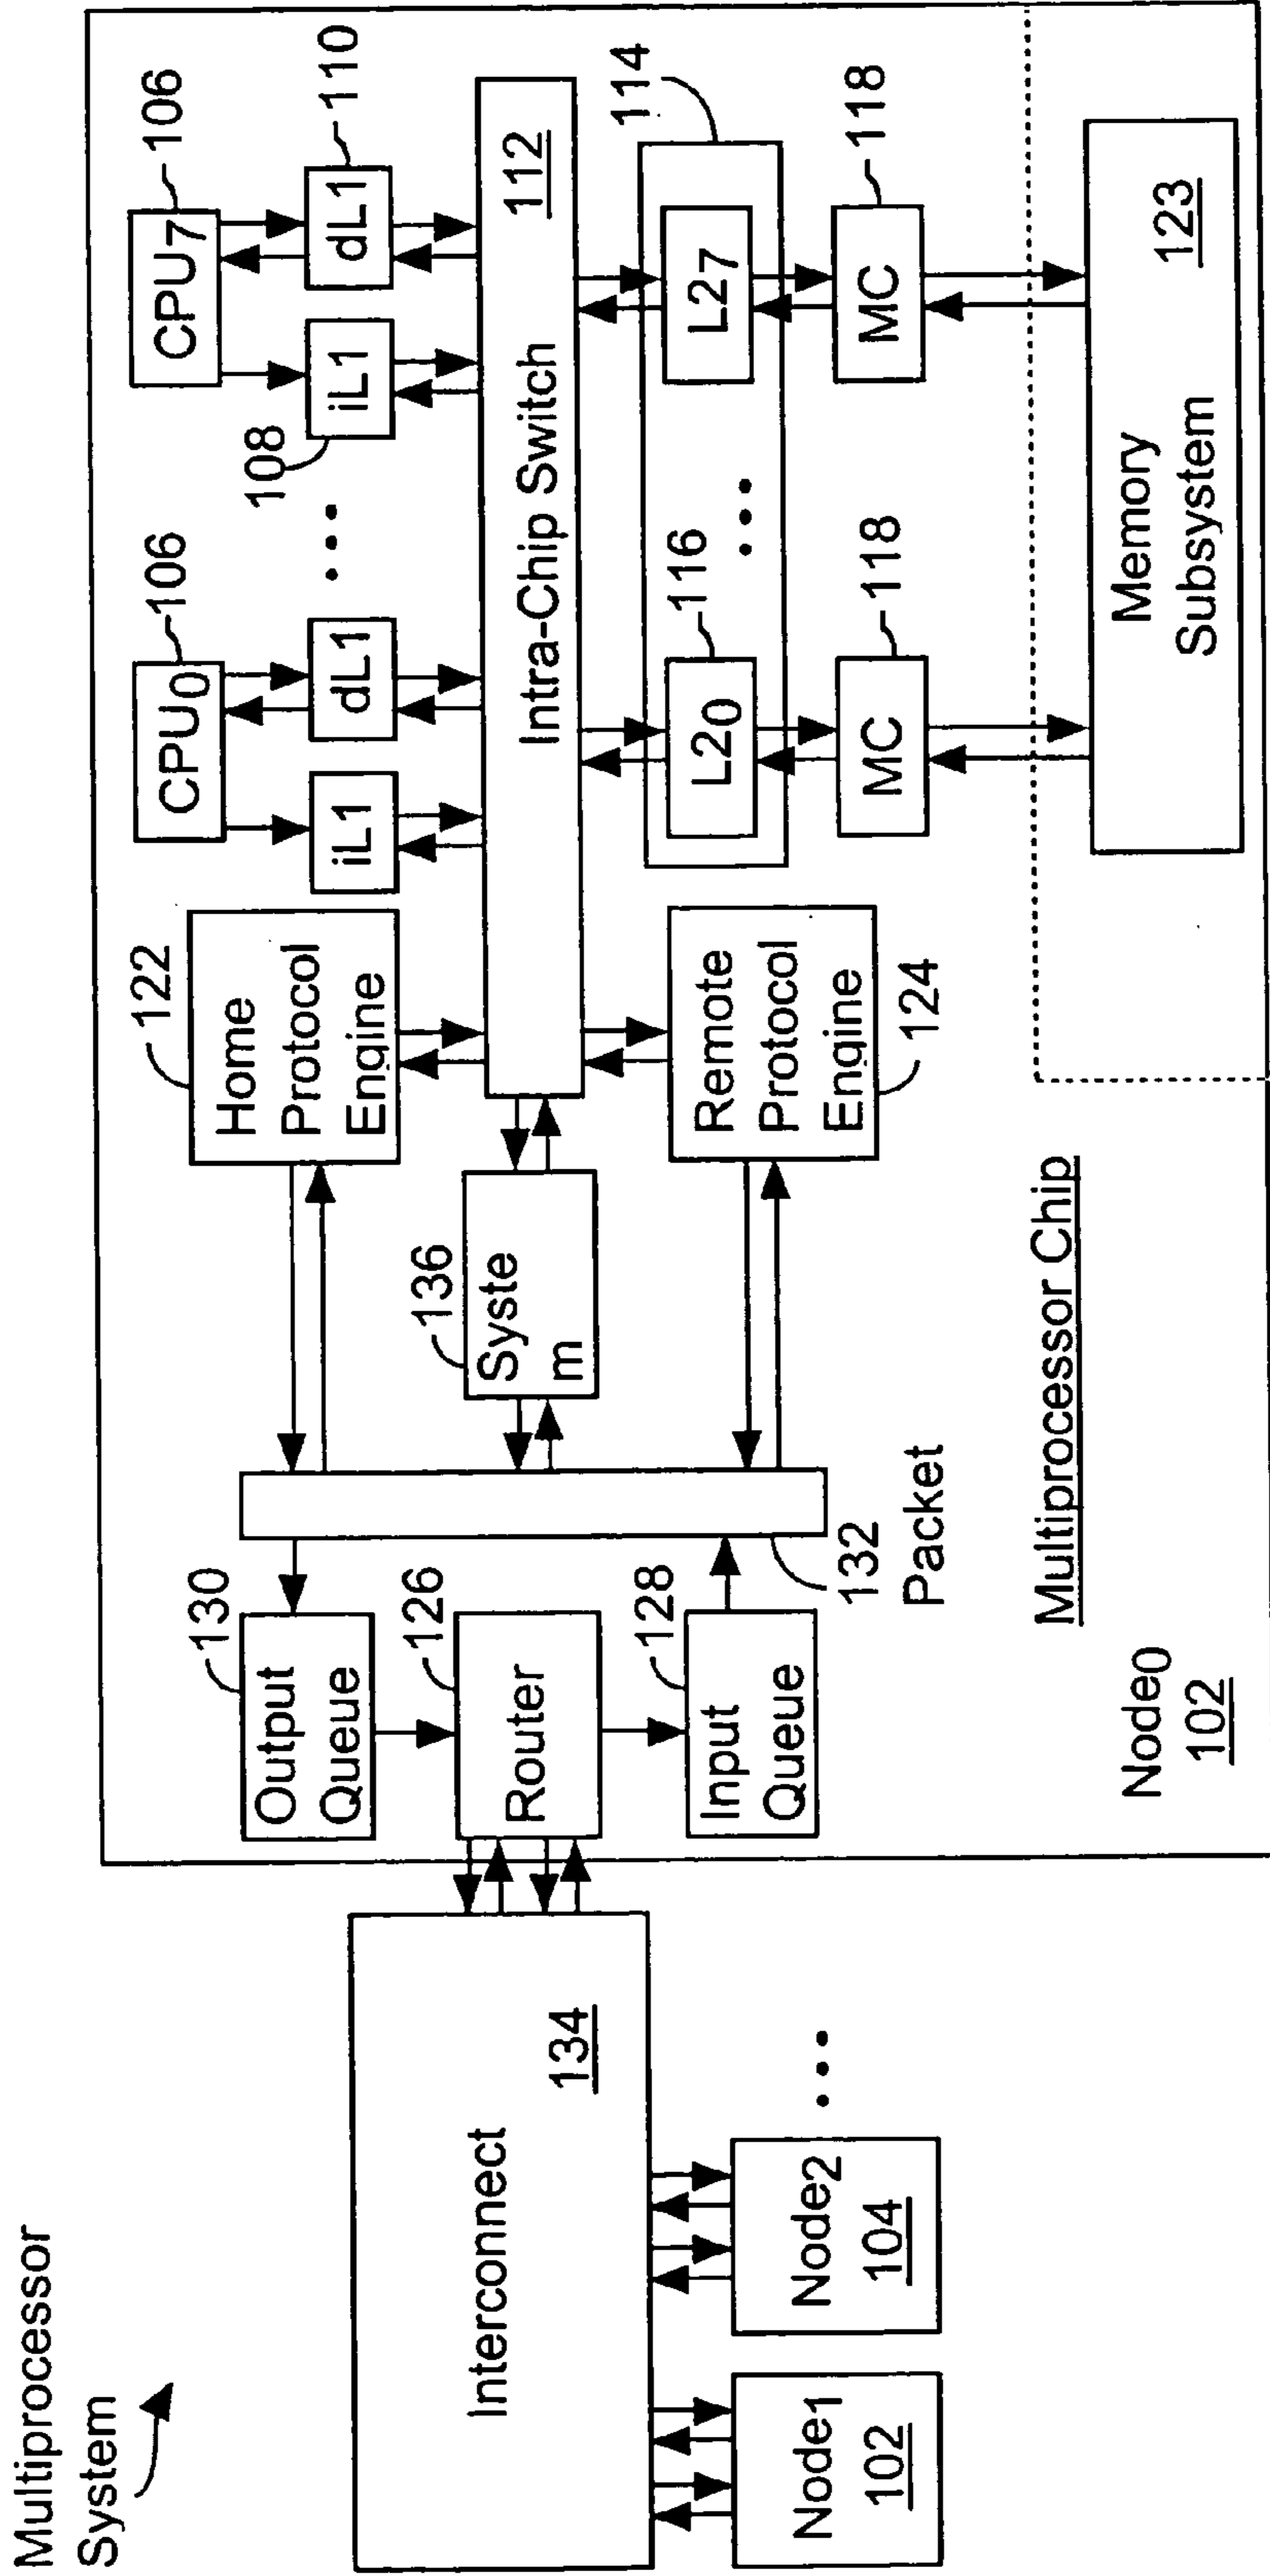 Multiprocessor
System
Interconnect
134
Node1
102
Node2
104
• • •
130
Output
Queue
126
Router
128
Input
Queue
132
Packet
122
Home
Protocol
Engine
136
Syste
m
Remote
Protocol
Engine
124
CPU0
106
iL1
dL1
• • •
CPU7
106
108
iL1
dL1
110
Intra-Chip Switch
112
114
L20
116
• • •
L27
MC
118
MC
118
Memory
Subsystem
123
Multiprocessor Chip
Node0
102